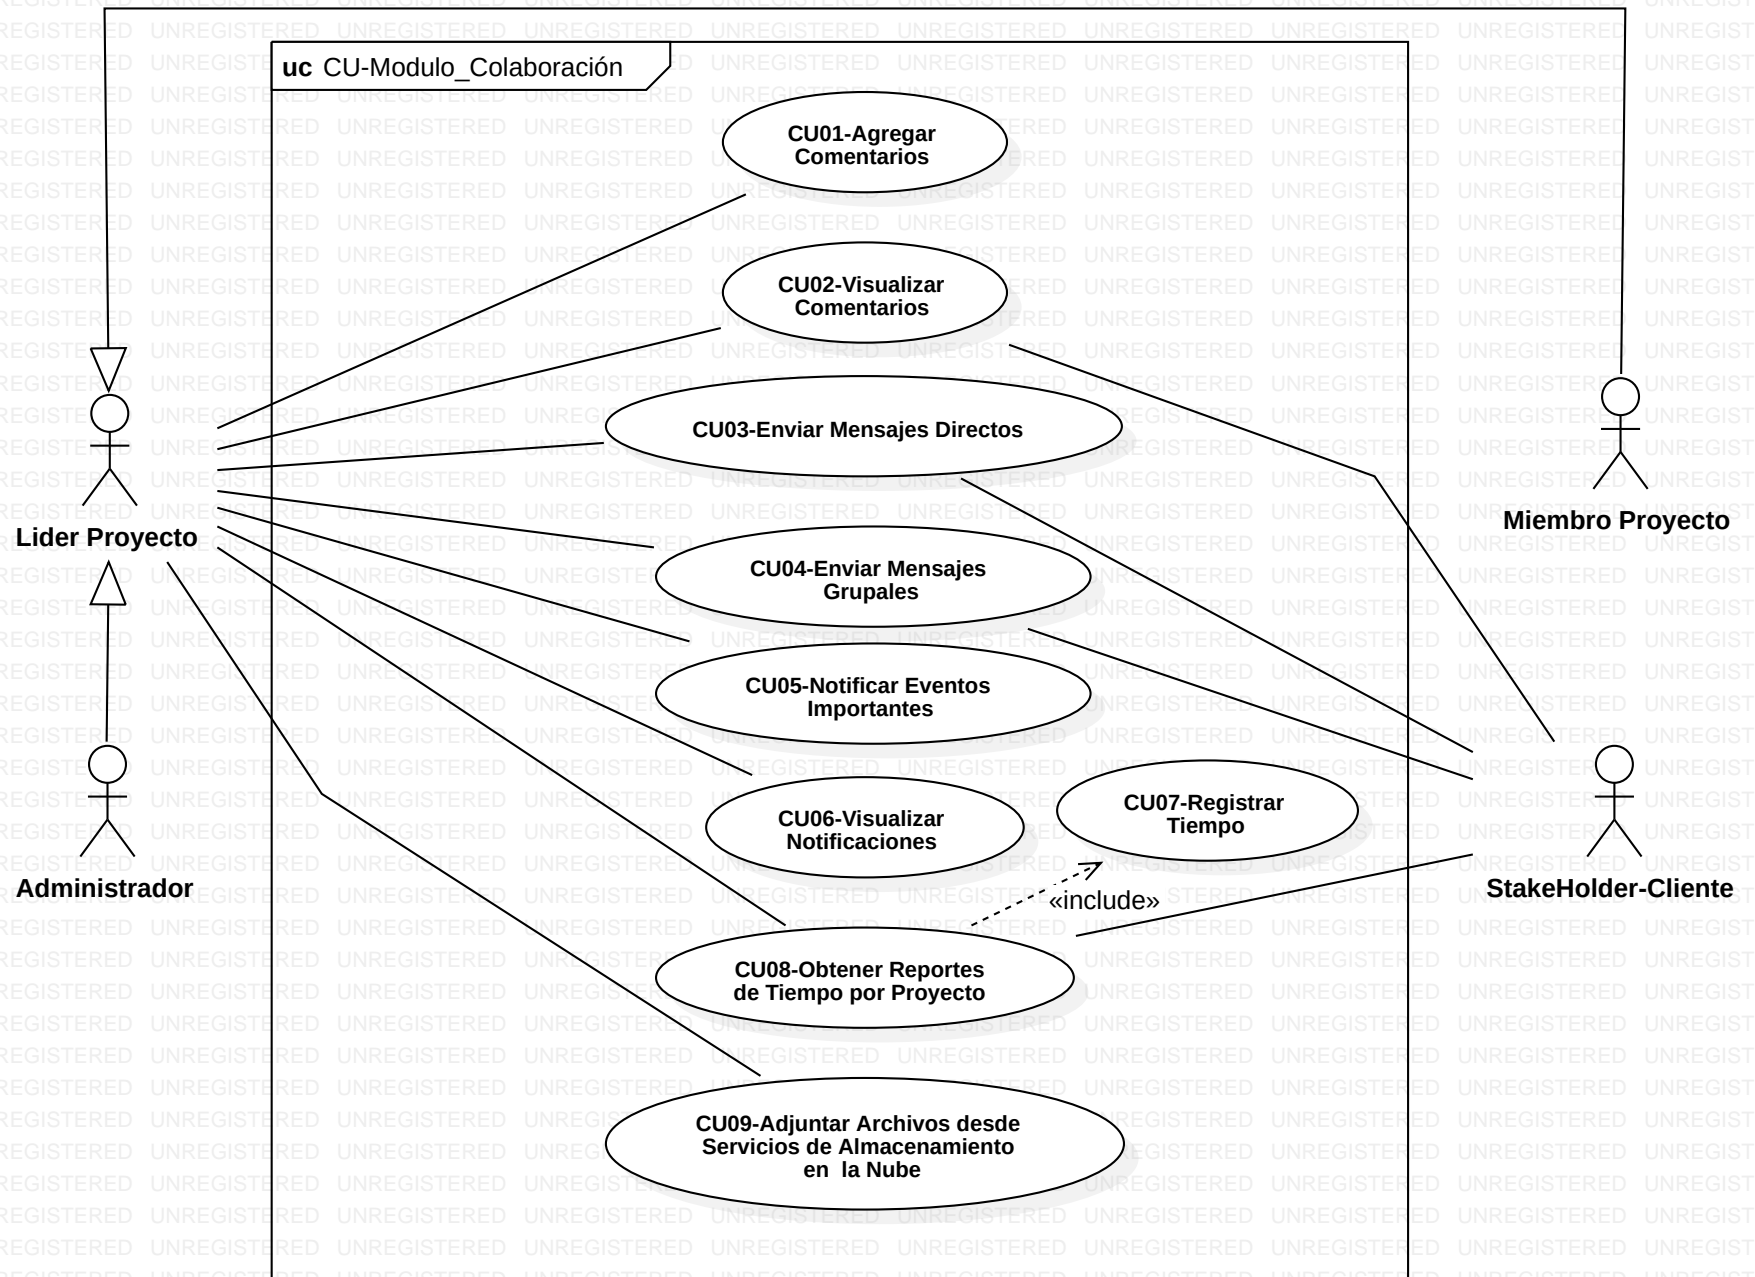 uc CU-Modulo_Colaboración
CU01-Agregar
Comentarios
CU02-Visualizar
Comentarios
CU03-Enviar Mensajes Directos
Lider Proyecto
Miembro Proyecto
CU04-Enviar Mensajes
Grupales
CU05-Notificar Eventos
Importantes
CU06-Visualizar
Notificaciones
CU07-Registrar
Tiempo
Administrador
StakeHolder-Cliente
«include»
CU08-Obtener Reportes
de Tiempo por Proyecto
CU09-Adjuntar Archivos desde
Servicios de Almacenamiento
en la Nube
UNREGISTERED